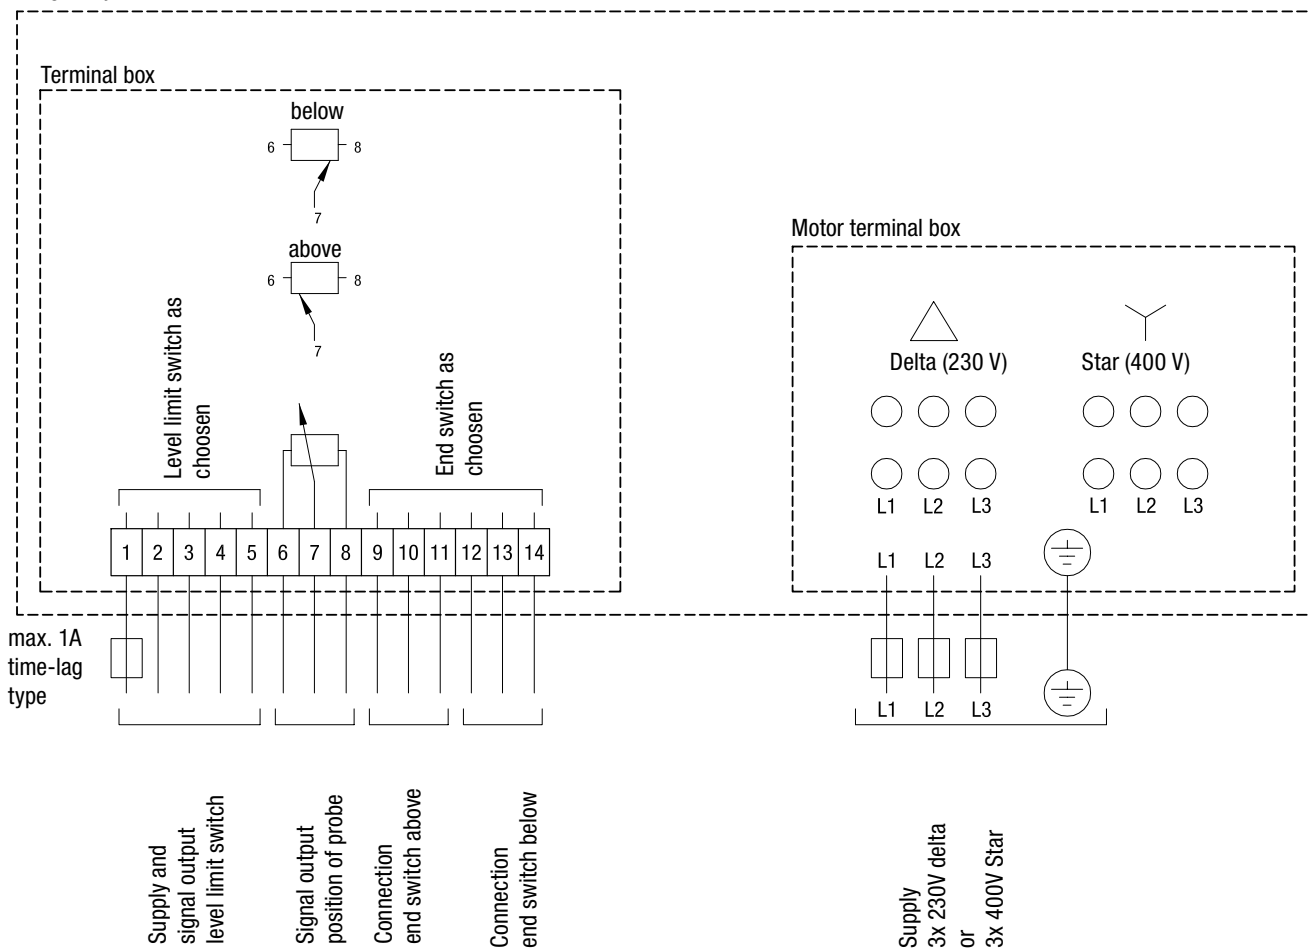 Terminal box
below
6
8
7
above
6
8
7
Level limit switch as
choosen
End switch as
choosen
1 2 3 4 5 6 7 8 9 10 11 12 13 14
max. 1A
time-lag
type
Supply and
signal output
level limit switch
Signal output
position of probe
Connection
end switch above
Connection
end switch below
Motor terminal box
Delta (230 V)
Star (400 V)
L1 L2 L3
L1 L2 L3
L1 L2 L3
L1 L2 L3
Supply
3x 230V delta
or
3x 400V Star